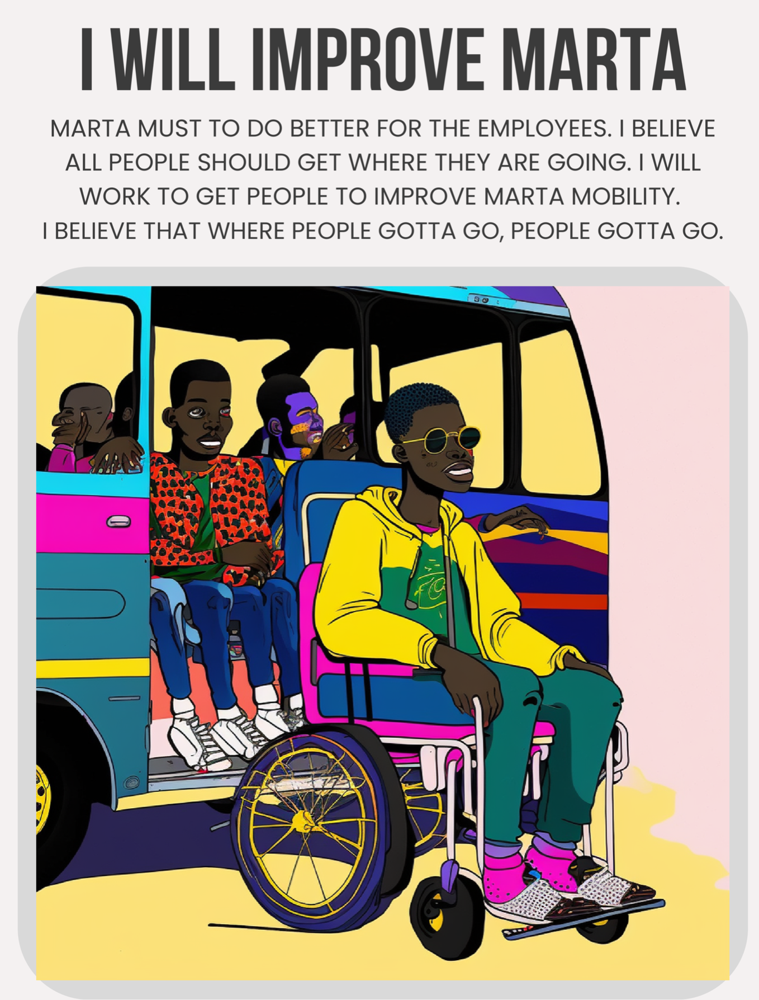 I WILL IMPROVE MARTA
MARTA MUST TO DO BETTER FOR THE EMPLOYEES. I BELIEVE
ALL PEOPLE SHOULD GET WHERE THEY ARE GOING. I WILL
WORK TO GET PEOPLE TO IMPROVE MARTA MOBILITY.
I BELIEVE THAT WHERE PEOPLE GOTTA GO, PEOPLE GOTTA GO.